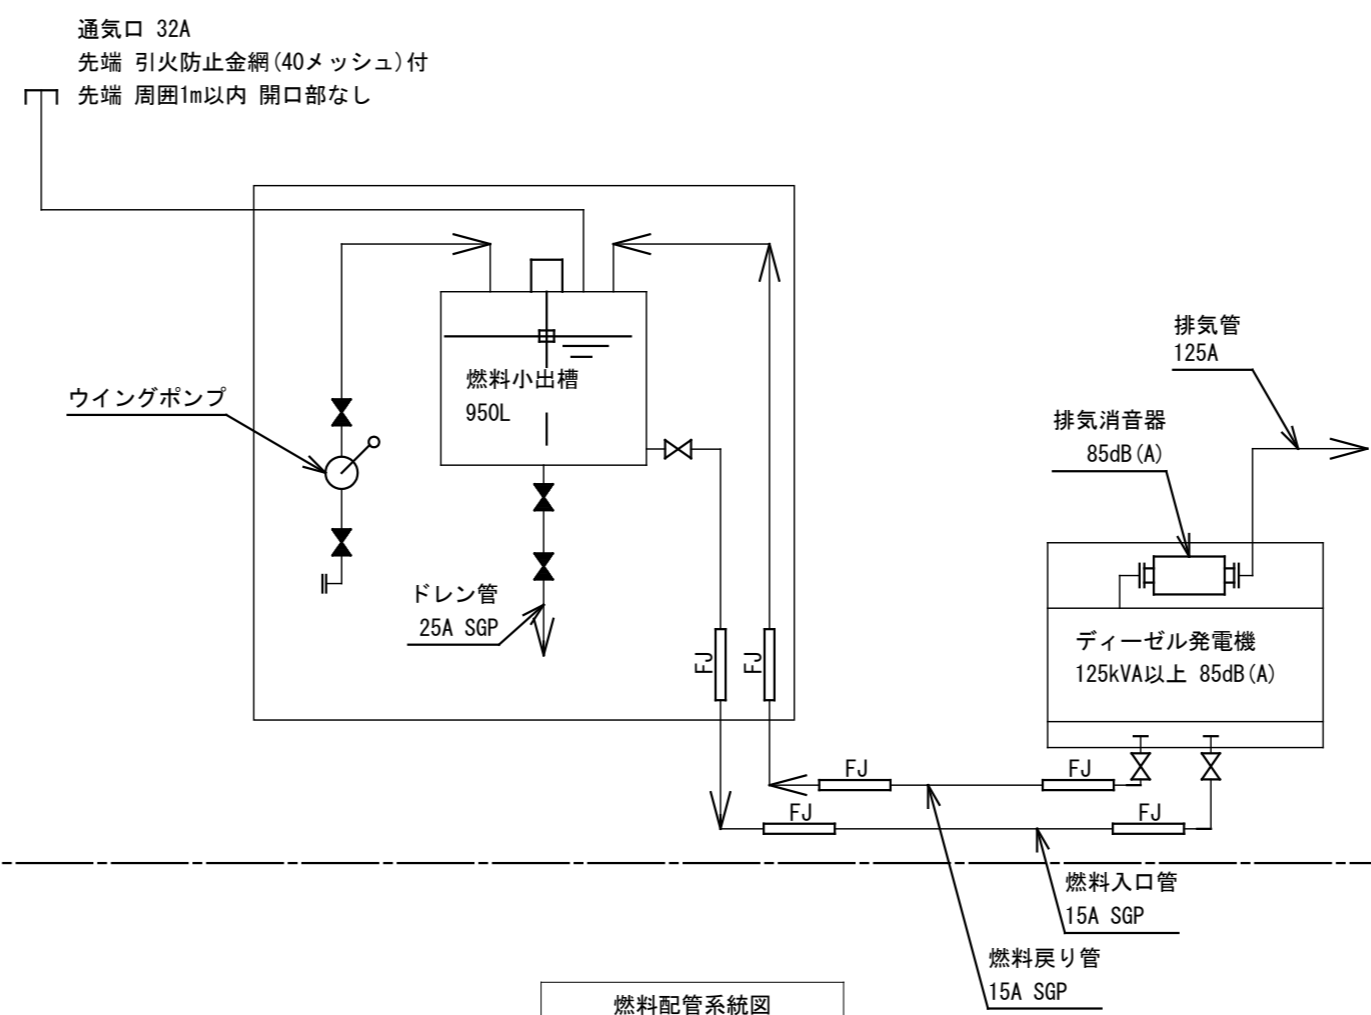 通気口 32A
先端 引火防止金網(40メッシュ)付
先端 周囲1m以内 開口部なし
排気管
125A
ウイングポンプ
燃料小出槽
950L
排気消音器
85dB(A)
ドレン管
25A SGP
FJ
FJ
ディーゼル発電機
125kVA以上 85dB(A)
FJ
FJ
FJ
FJ
燃料入口管
15A SGP
燃料戻り管
15A SGP
燃料配管系統図